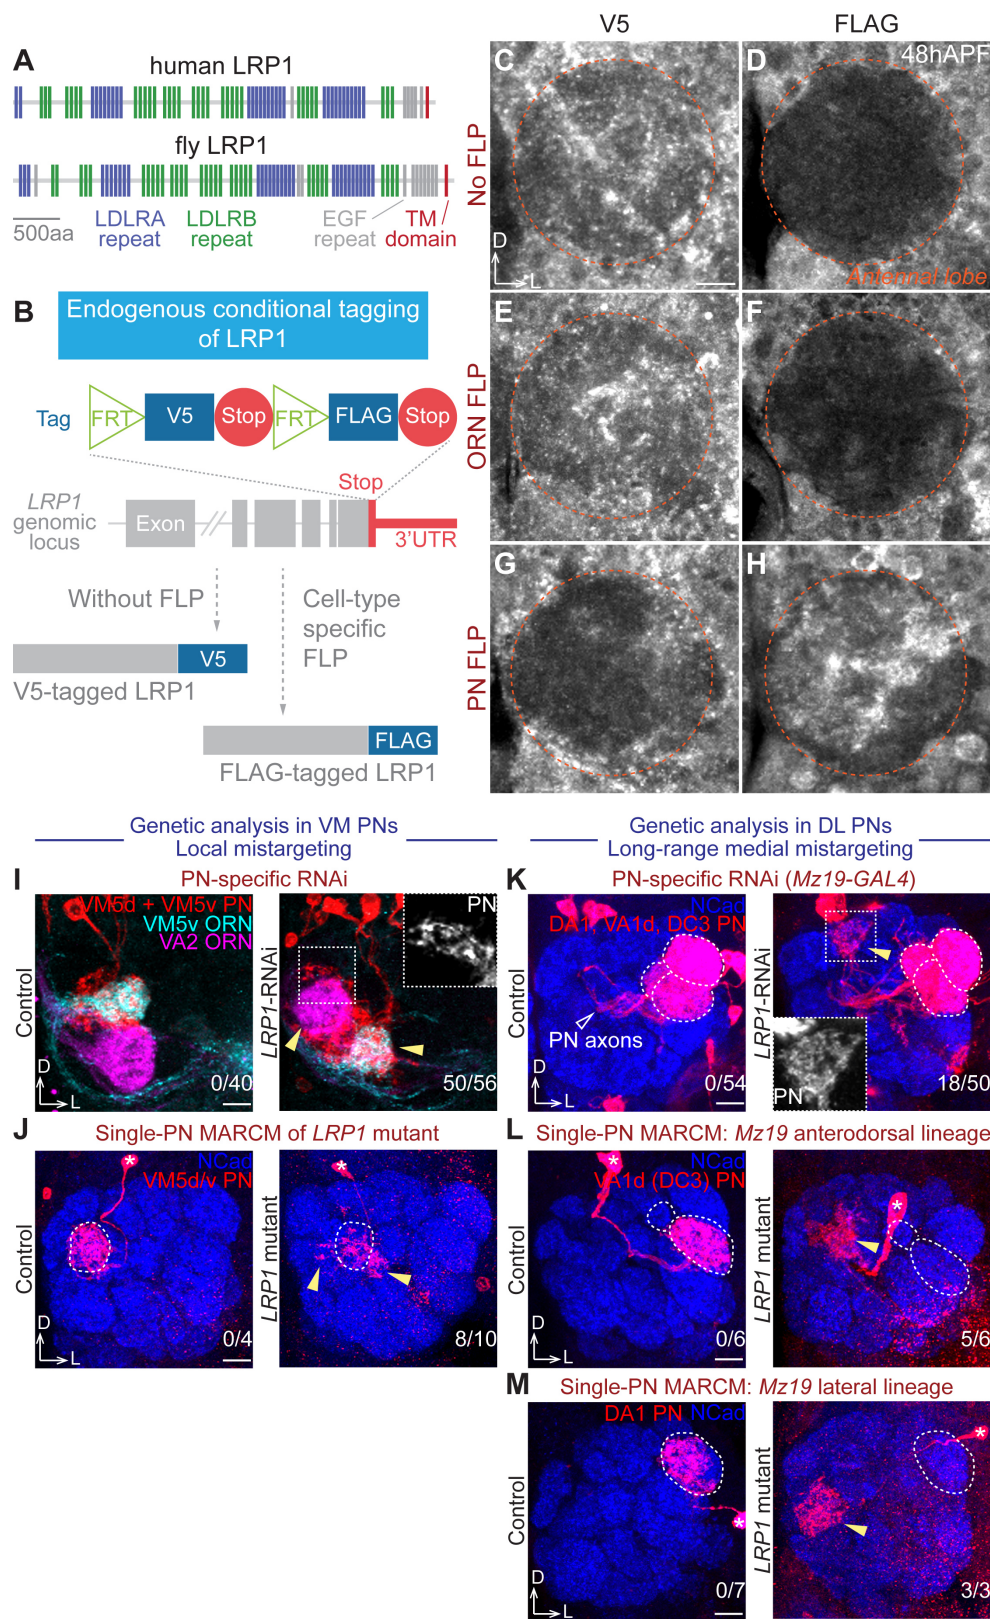 A
human LRP1
fly LRP1
500aa
LDLRA
repeat
LDLRB
repeat
EGF
repeat
TM
domain
B
Endogenous conditional tagging
of LRP1
Tag
FRT
V5
Stop
FRT
FLAG
Stop
Stop
LRP1
genomic
locus
Exon
3'UTR
Without FLP
Cell-type
specific
FLP
V5
V5-tagged LRP1
FLAG
FLAG-tagged LRP1
V5
FLAG
No FLP
C
D
L
D
48hAPF
Antennal lobe
ORN FLP
E
F
PN FLP
G
H
Genetic analysis in VM PNs
Local mistargeting
I
PN-specific RNAi
Control
VM5d + VM5v PN
VM5v ORN
VA2 ORN
D
L
0/40
LRP1-RNAi
PN
50/56
J
Single-PN MARCM of LRP1 mutant
Control
NCad
VM5d/v PN
D
L
0/4
LRP1 mutant
*
*
8/10
Genetic analysis in DL PNs
Long-range medial mistargeting
K
PN-specific RNAi (Mz19-GAL4)
Control
NCad
DA1, VA1d, DC3 PN
PN axons
D
L
0/54
LRP1-RNAi
PN
18/50
L
Single-PN MARCM: Mz19 anterodorsal lineage
Control
*
NCad
VA1d (DC3) PN
D
L
0/6
LRP1 mutant
*
5/6
M
Single-PN MARCM: Mz19 lateral lineage
Control
DA1 PN NCad
*
D
L
0/7
LRP1 mutant
*
3/3